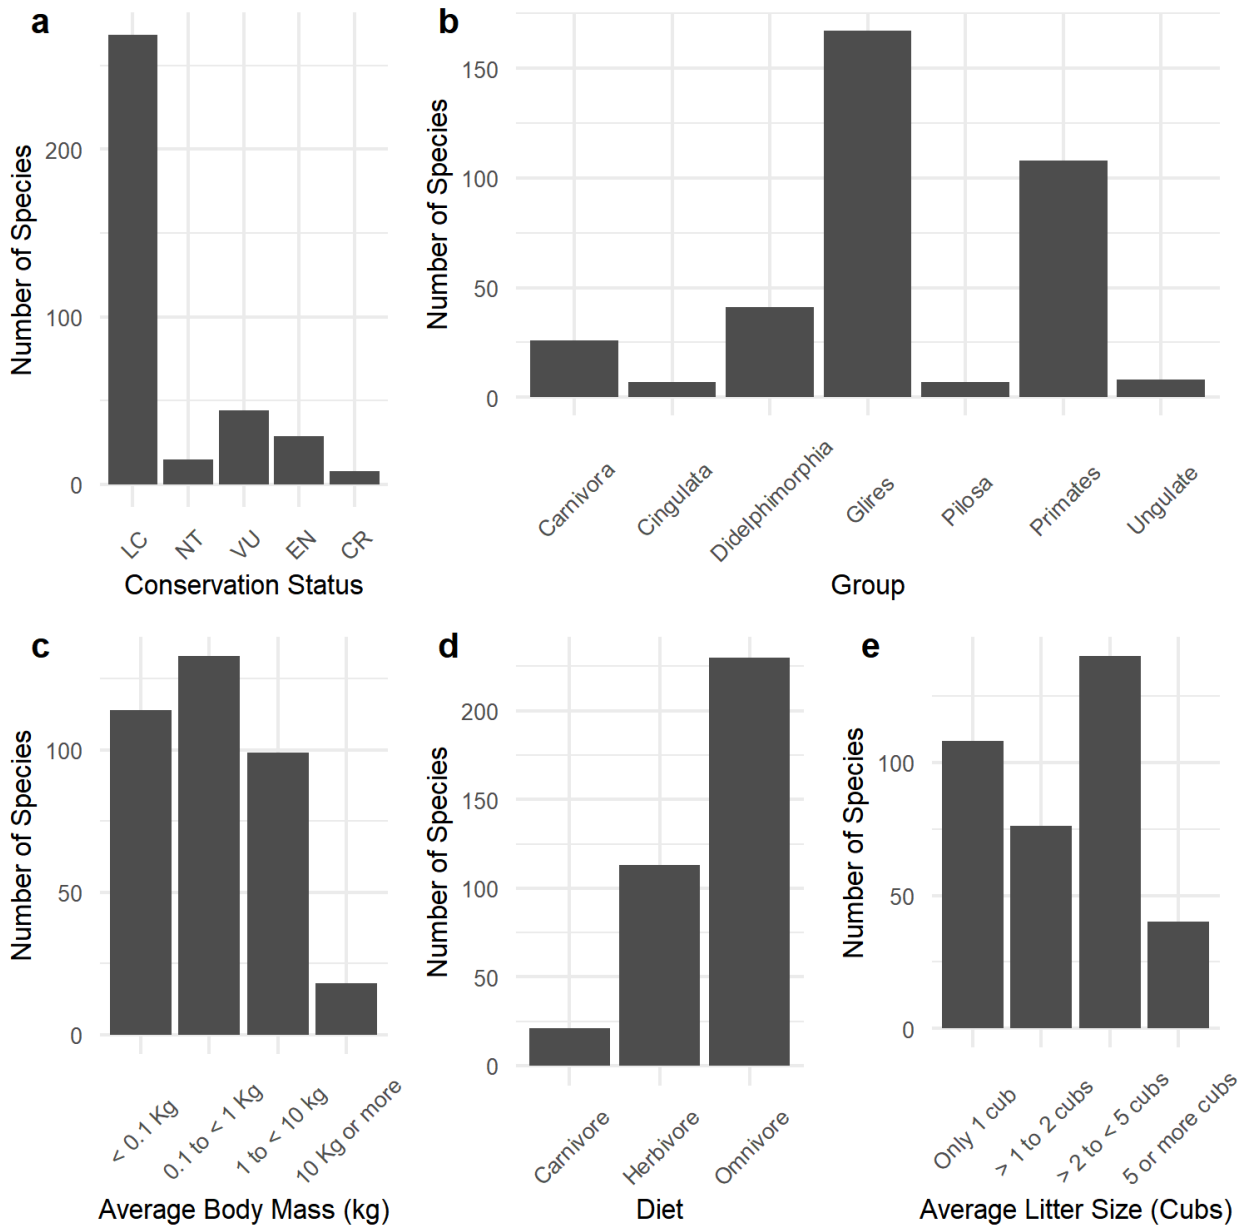 a
Number of Species
200
100
0
LC
NT
VU
EN
CR
Conservation Status
b
Number of Species
150
100
50
0
Carnivora
Cingulata
Didelphimorphia
Glires
Pilosa
Primates
Ungulate
Group
c
Number of Species
100
50
0
< 0.1 Kg
0.1 to < 1 Kg
1 to < 10 kg
10 Kg or more
Average Body Mass (kg)
d
Number of Species
200
150
100
50
0
Carnivore
Herbivore
Omnivore
Diet
e
Number of Species
100
50
0
Only 1 cub
> 1 to 2 cubs
> 2 to < 5 cubs
5 or more cubs
Average Litter Size (Cubs)